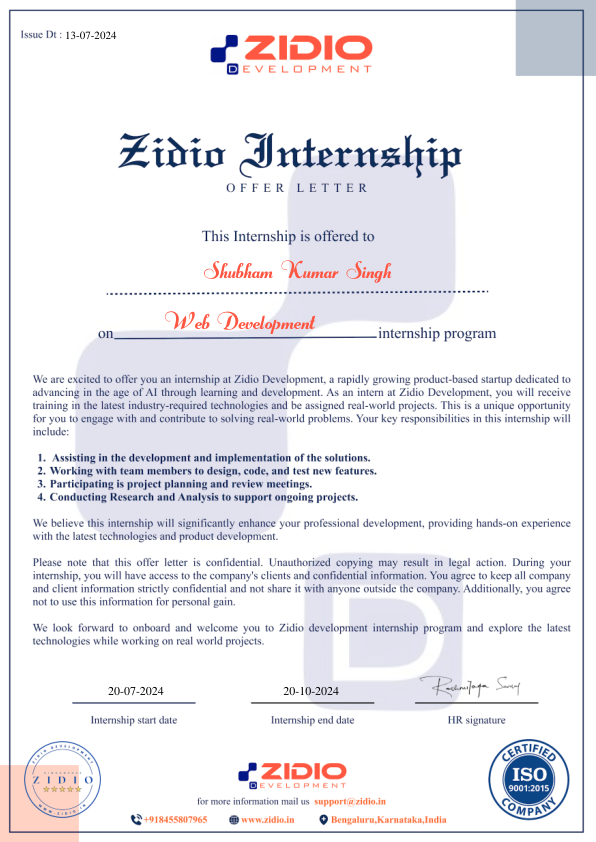 Issue Dt : 13-07-2024
ZIDIO
DEVELOPMENT
Zidio Internship
OFFER LETTER
This Internship is offered to
Shubham Kumar Singh
on Web Development internship program
We are excited to offer you an internship at Zidio Development, a rapidly growing product-based startup dedicated to
advancing in the age of AI through learning and development. As an intern at Zidio Development, you will receive
training in the latest industry-required technologies and be assigned real-world projects. This is a unique opportunity
for you to engage with and contribute to solving real-world problems. Your key responsibilities in this internship will
include:
1. Assisting in the development and implementation of the solutions.
2. Working with team members to design, code, and test new features.
3. Participating is project planning and review meetings.
4. Conducting Research and Analysis to support ongoing projects.
We believe this internship will significantly enhance your professional development, providing hands-on experience
with the latest technologies and product development.
Please note that this offer letter is confidential. Unauthorized copying may result in legal action. During your
internship, you will have access to the company's clients and confidential information. You agree to keep all company
and client information strictly confidential and not share it with anyone outside the company. Additionally, you agree
not to use this information for personal gain.
We look forward to onboard and welcome you to Zidio development internship program and explore the latest
technologies while working on real world projects.
20-07-2024
20-10-2024
Internship start date
Internship end date
HR signature
ZIDIO DEVELOPMENT
ZIDIO
WWW.ZIDIO.IN
ZIDIO
DEVELOPMENT
CERTIFIED
ISO
9001:2015
COMPANY
for more information mail us support@zidio.in
+918455807965
www.zidio.in
Bengaluru,Karnataka,India